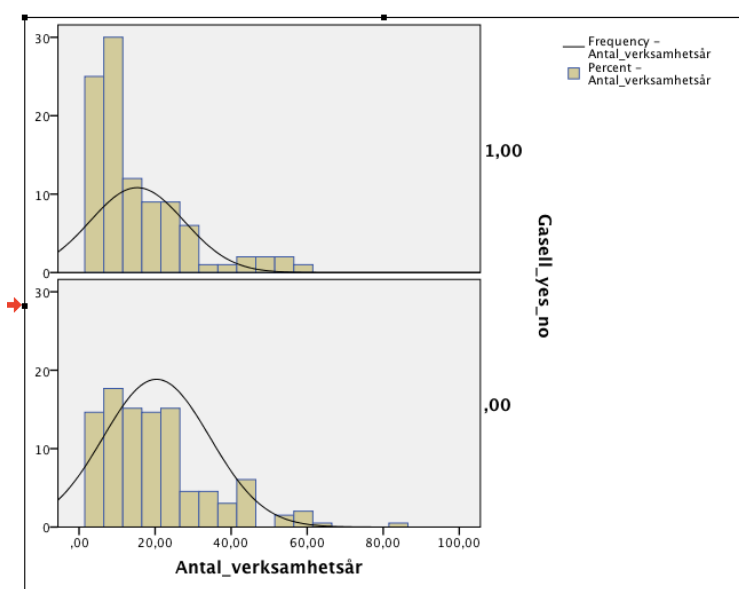 30
20
10
0
1,00
30
20
10
0
,00
,00 20,00 40,00 60,00 80,00 100,00
Antal_verksamhetsår
Gasell_yes_no
Frequency –
Antal_verksamhetsår
Percent –
Antal_verksamhetsår